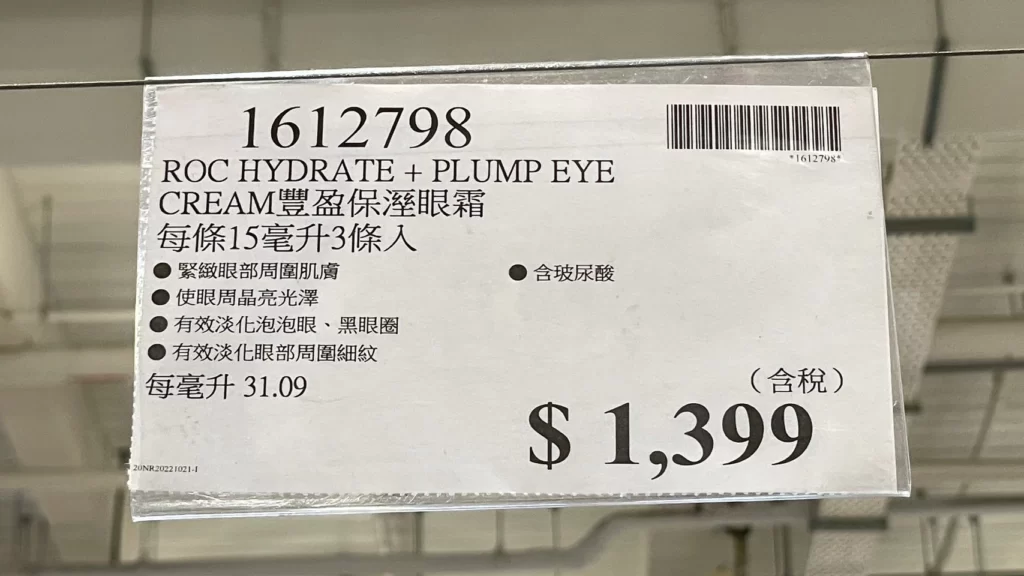 1612798
*1612798*
ROC HYDRATE + PLUMP EYE
CREAM豐盈保溼眼霜
每條15毫升3條入
● 緊緻眼部周圍肌膚
● 含玻尿酸
● 使眼周晶亮光澤
● 有效淡化泡泡眼、黑眼圈
● 有效淡化眼部周圍細紋
每毫升 31.09
（含稅）
$ 1,399
20NR20221021-1